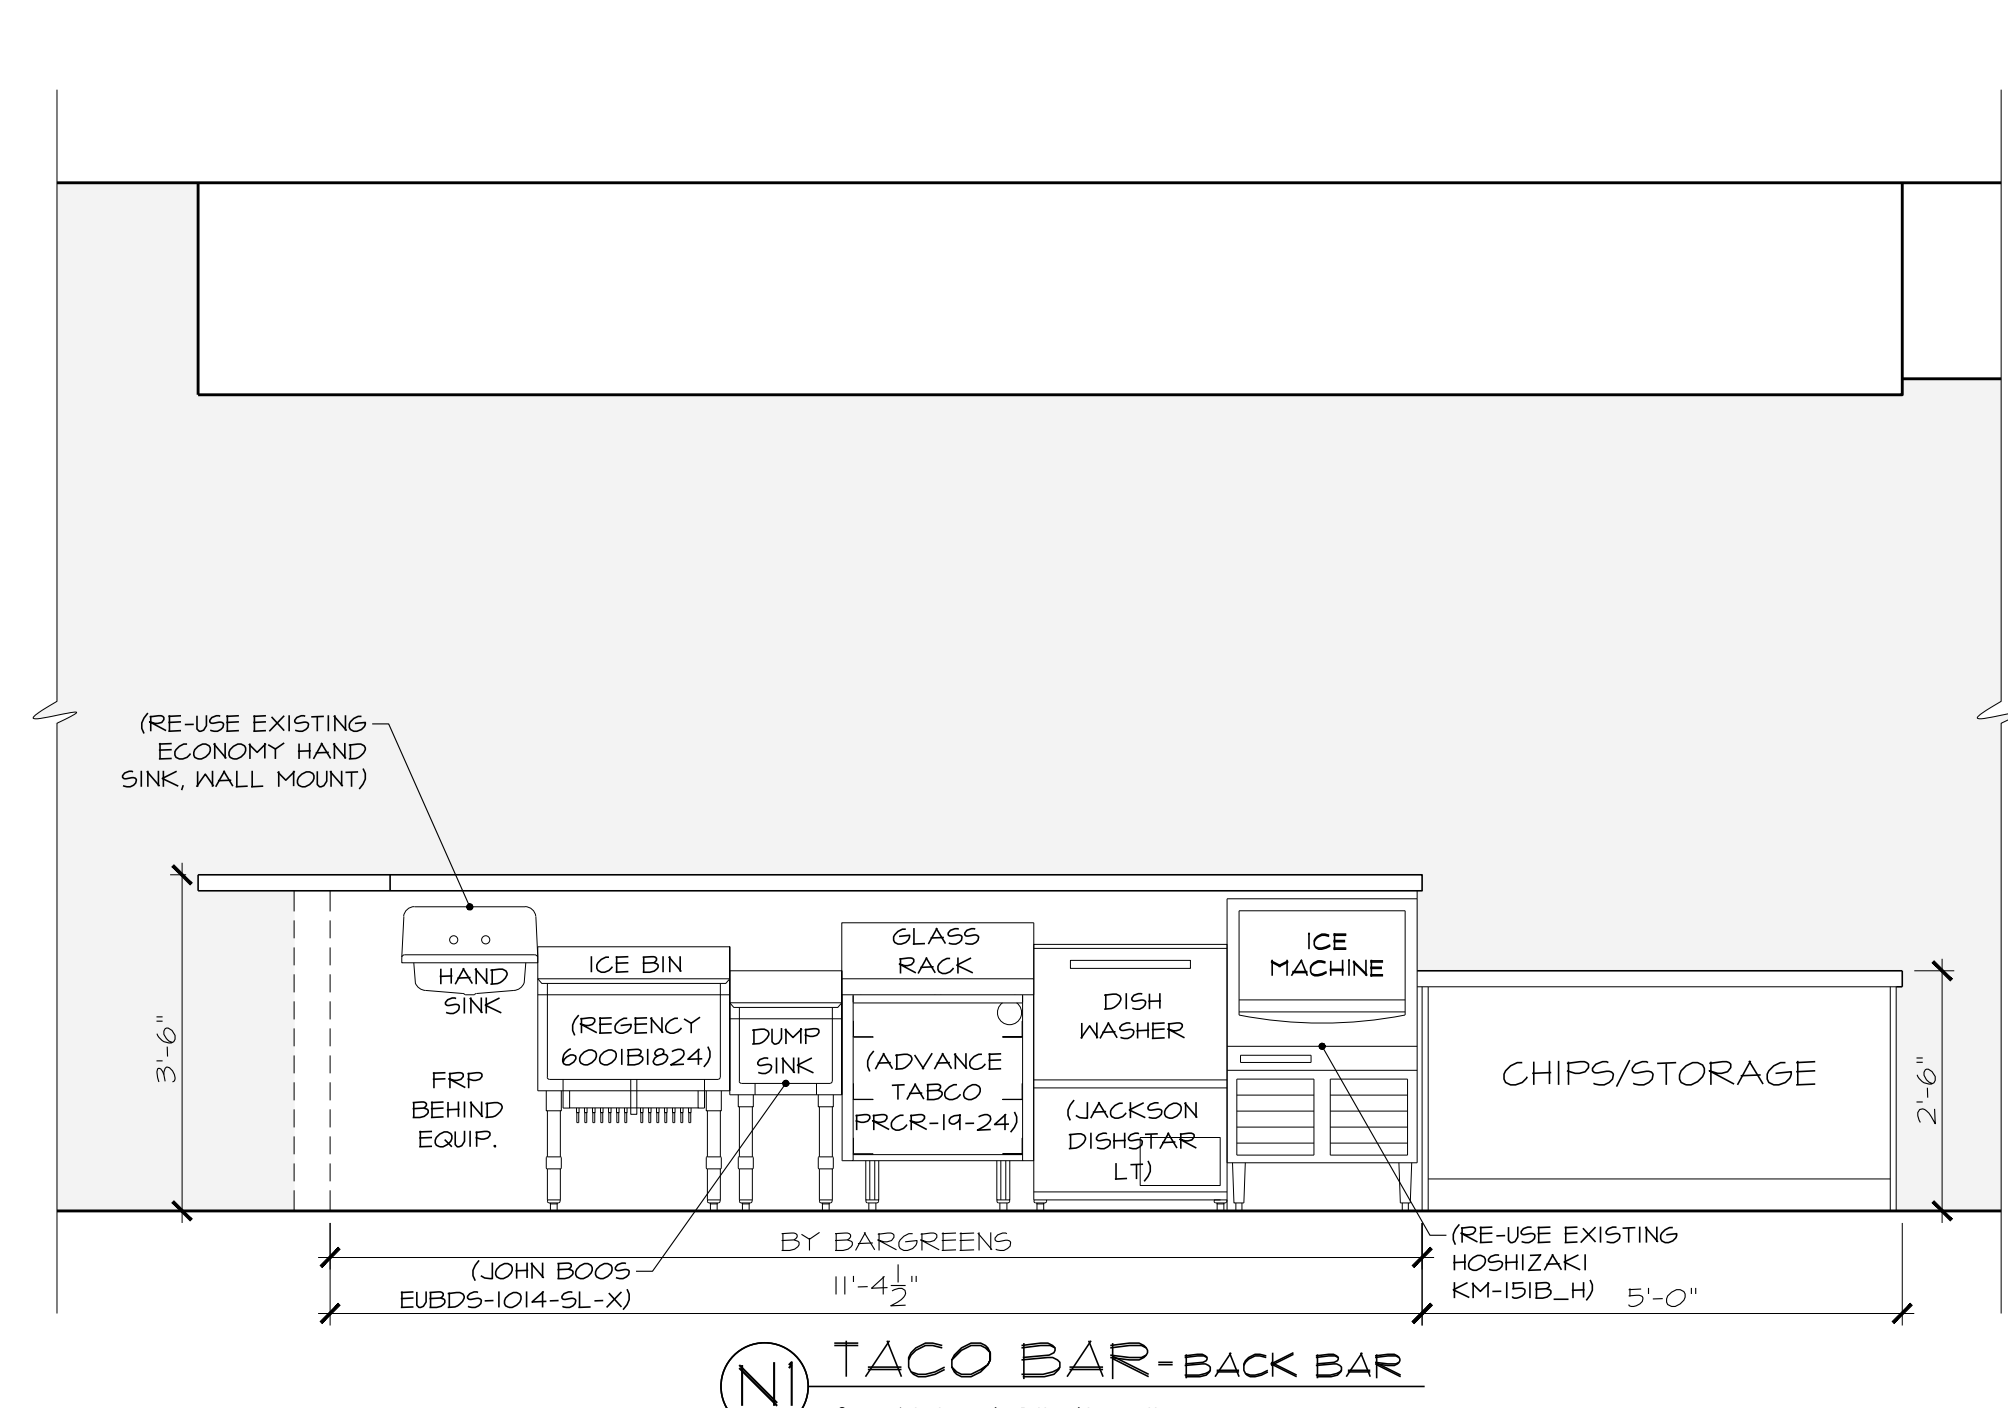 (RE-USE EXISTING
ECONOMY HAND
SINK, WALL MOUNT)
3'-6"
HAND
SINK
FRP
BEHIND
EQUIP.
ICE BIN
(REGENCY
600IB1824)
DUMP
SINK
GLASS
RACK
(ADVANCE
TABCO
PRCR-19-24)
DISH
WASHER
(JACKSON
DISHSTAR
LT)
ICE
MACHINE
CHIPS/STORAGE
2'-6"
BY BARGREENS
(JOHN BOOS
EUBDS-1014-SL-X)
11'-4 1/2"
(RE-USE EXISTING
HOSHIZAKI
KM-151B_H)
5'-0"
N1
TACO BAR-BACK BAR